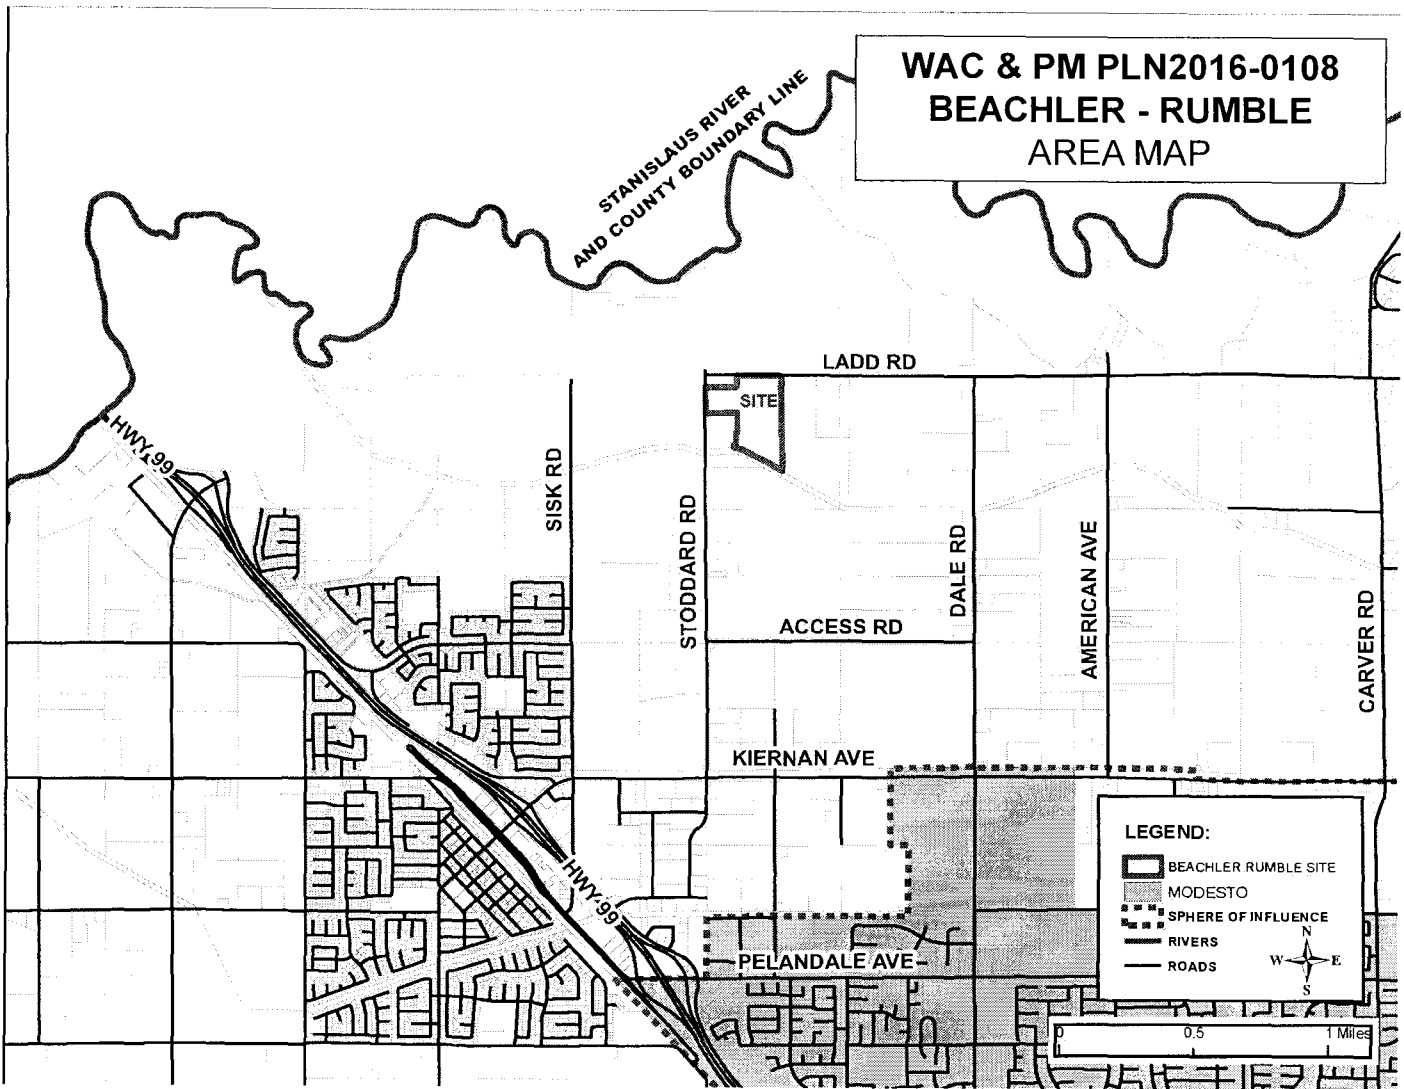 WAC & PM PLN2016-0108
BEACHLER - RUMBLE
AREA MAP
STANISLAUS RIVER
AND COUNTY BOUNDARY LINE
LADD RD
SITE
HWY 99
SISK RD
STODDARD RD
DALE RD
AMERICAN AVE
CARVER RD
ACCESS RD
KIERNAN AVE
HWY 99
PELANDALE AVE
LEGEND:
BEACHLER RUMBLE SITE
MODESTO
SPHERE OF INFLUENCE
RIVERS
ROADS
N
W E
S
0 0.5 1 Miles